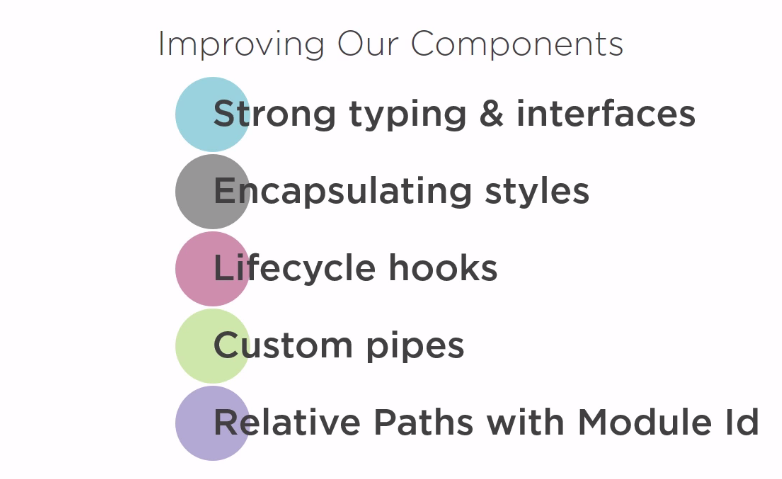 Improving Our Components
Strong typing & interfaces
Encapsulating styles
Lifecycle hooks
Custom pipes
Relative Paths with Module Id